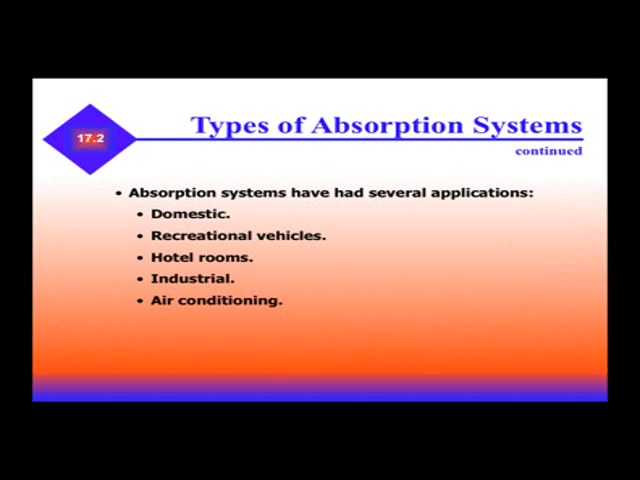 17.2
Types of Absorption Systems
continued
• Absorption systems have had several applications:
• Domestic.
• Recreational vehicles.
• Hotel rooms.
• Industrial.
• Air conditioning.